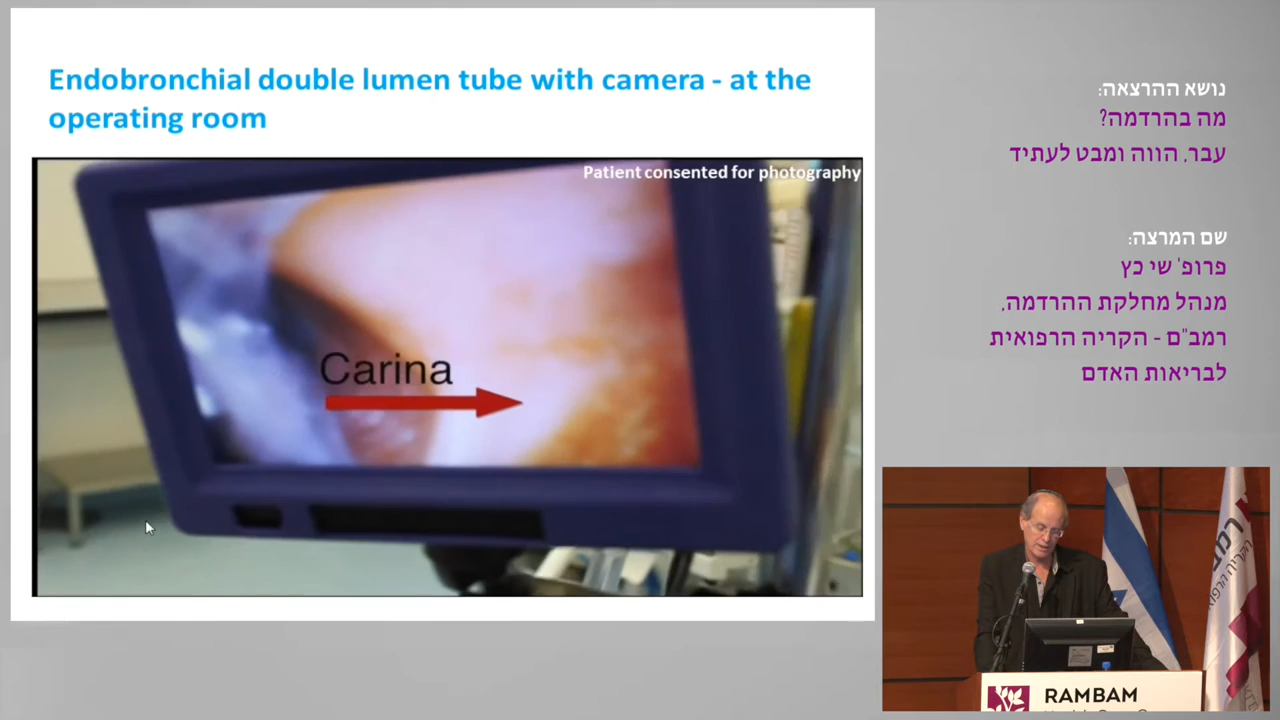 Endobronchial double lumen tube with camera - at the
operating room
Patient consented for photography
Carina
נושא ההרצאה:
מה בהרדמה?
עבר, הווה ומבט לעתיד
שם המרצה:
פרופ' שי כץ
מנהל מחלקת ההרדמה,
רמב"ם - הקריה הרפואית
לבריאות האדם
RAMBAM